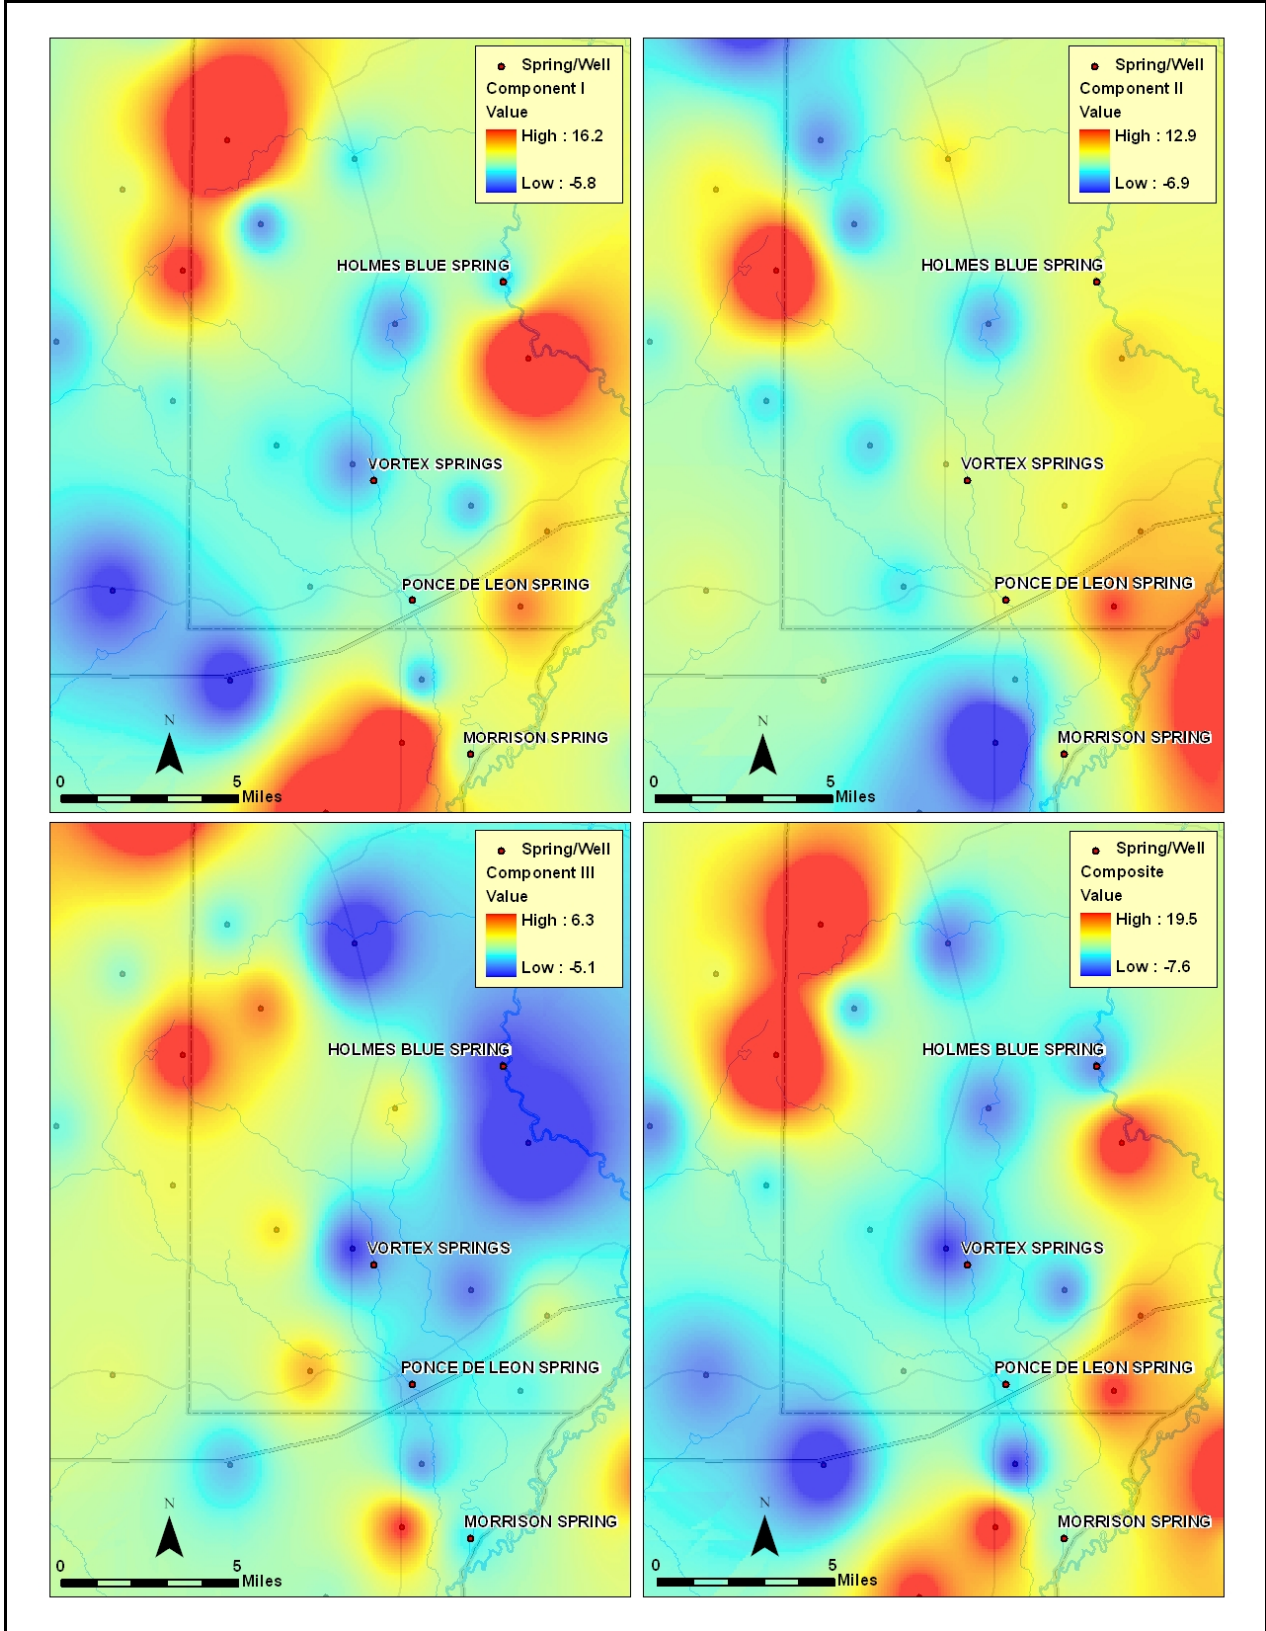 Spring/Well
Component I
Value
High : 16.2
Low : -5.8
HOLMES BLUE SPRING
VORTEX SPRINGS
PONCE DE LEON SPRING
MORRISON SPRING
N
0 5
Miles
Spring/Well
Component II
Value
High : 12.9
Low : -6.9
HOLMES BLUE SPRING
VORTEX SPRINGS
PONCE DE LEON SPRING
MORRISON SPRING
N
0 5
Miles
Spring/Well
Component III
Value
High : 6.3
Low : -5.1
HOLMES BLUE SPRING
VORTEX SPRINGS
PONCE DE LEON SPRING
MORRISON SPRING
N
0 5
Miles
Spring/Well
Composite
Value
High : 19.5
Low : -7.6
HOLMES BLUE SPRING
VORTEX SPRINGS
PONCE DE LEON SPRING
MORRISON SPRING
N
0 5
Miles